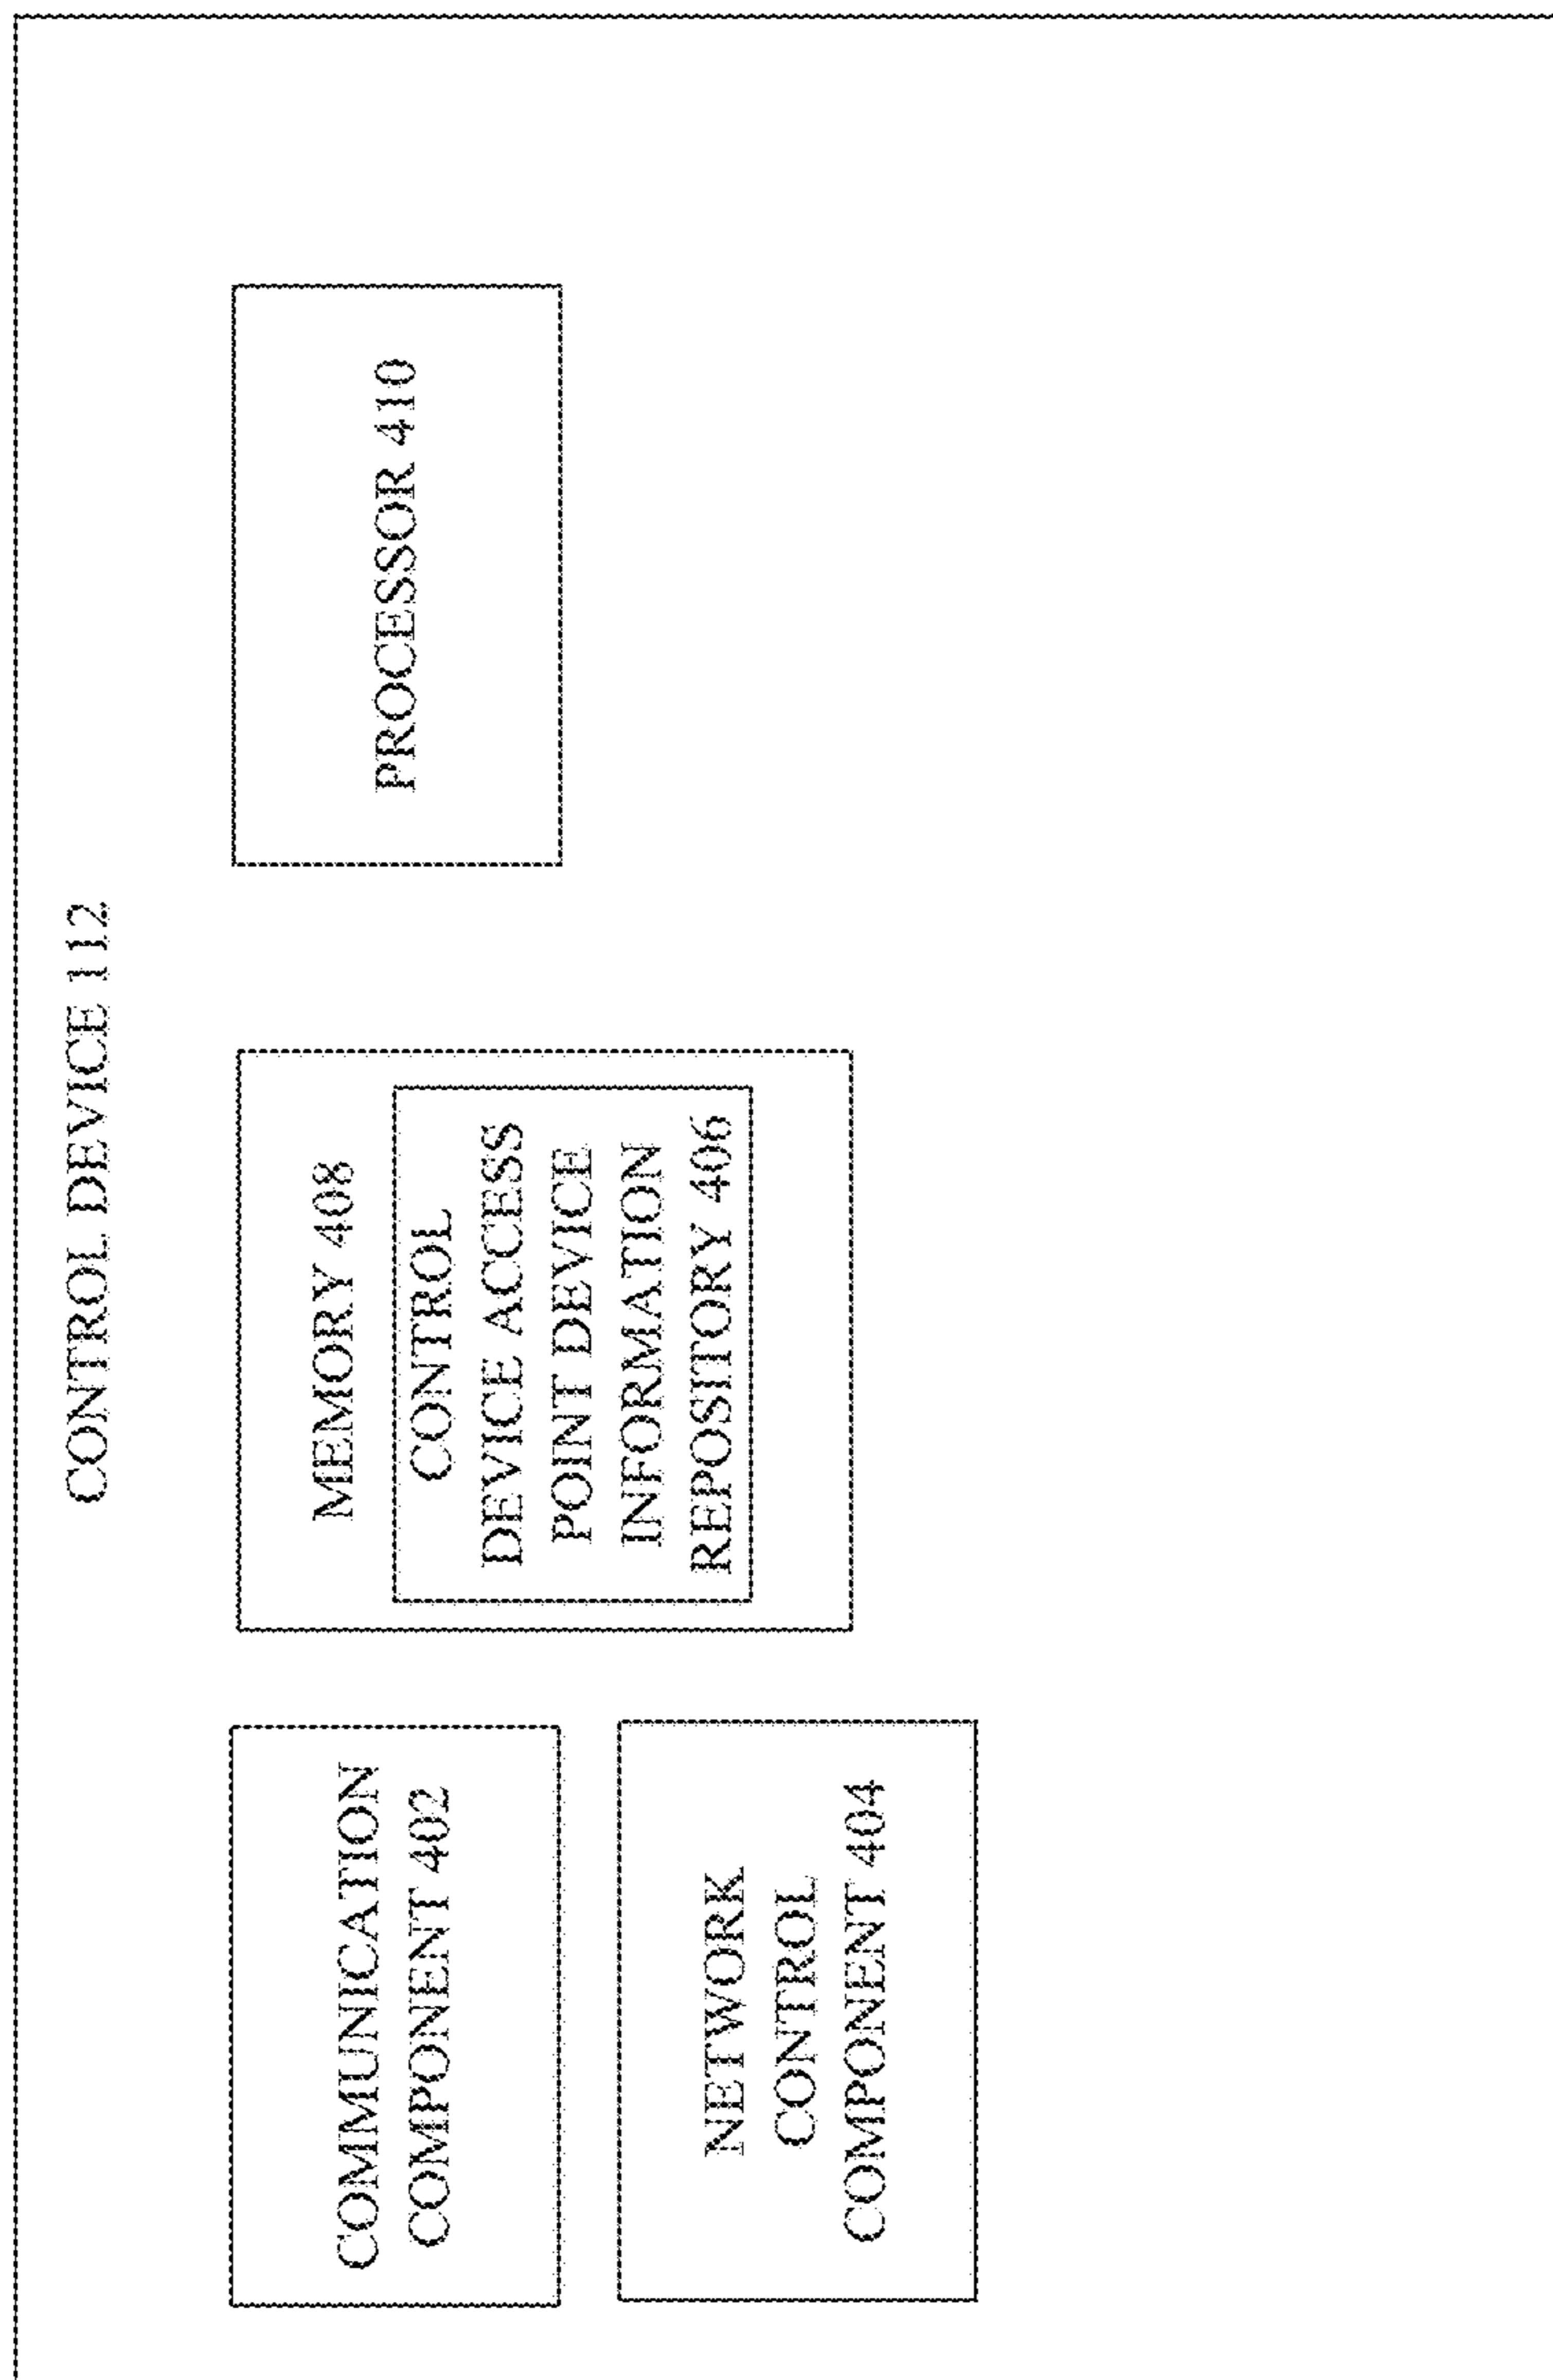 CONTROL DEVICE 112
COMMUNICATION
COMPONENT 402
NETWORK
CONTROL
COMPONENT 404
MEMORY 408
CONTROL
DEVICE ACCESS
POINT DEVICE
INFORMATION
REPOSITORY 406
PROCESSOR 410